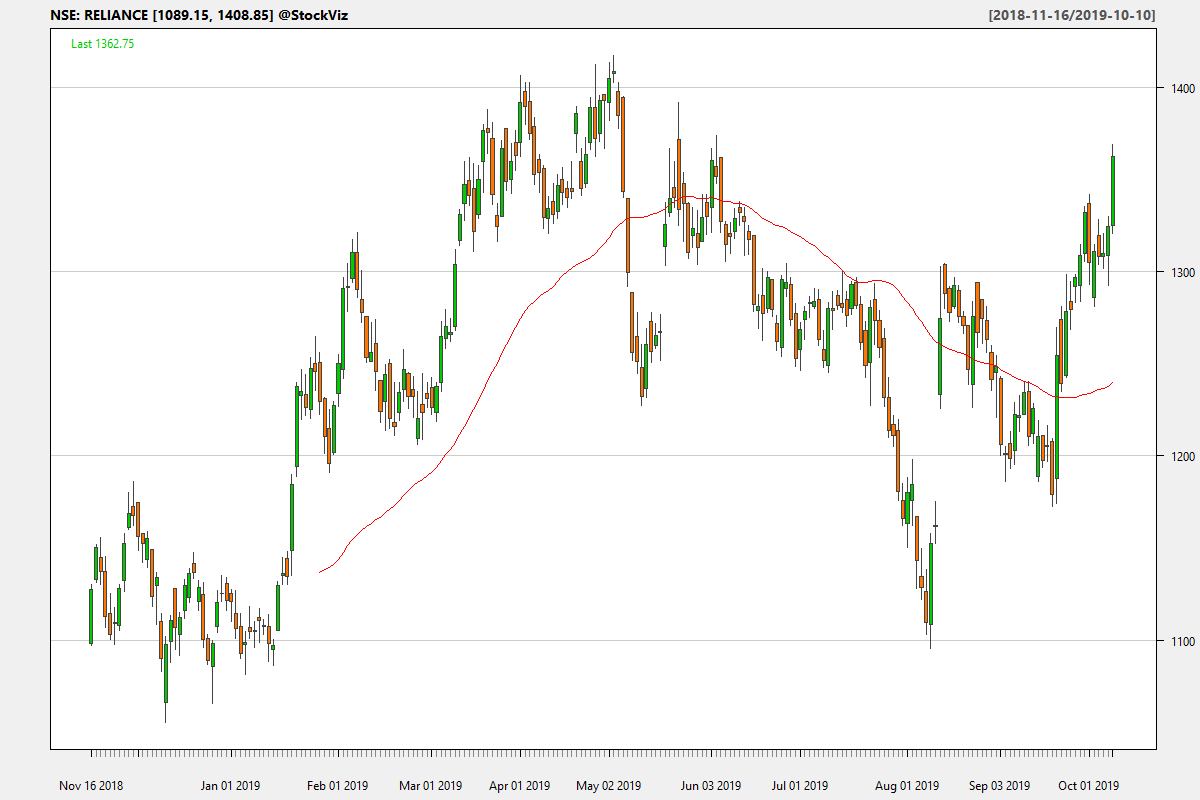 NSE: RELIANCE [1089.15, 1408.85] @StockViz
[2018-11-16/2019-10-10]
Last 1362.75
1400
1300
1200
1100
Nov 16 2018 Jan 01 2019 Feb 01 2019 Mar 01 2019 Apr 01 2019 May 02 2019 Jun 03 2019 Jul 01 2019 Aug 01 2019 Sep 03 2019 Oct 01 2019